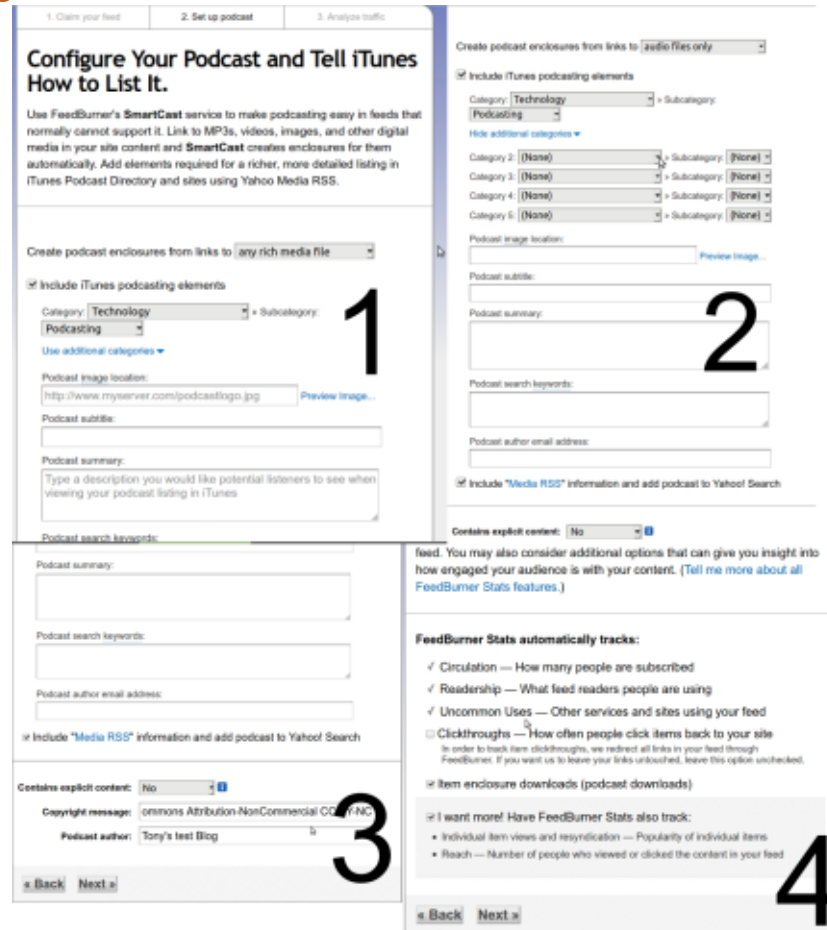 1. Claim your feed
2. Set up podcast
3. Analyze traffic
Configure Your Podcast and Tell iTunes
How to List It.
Use FeedBurner's SmartCast service to make podcasting easy in feeds that
normally cannot support it. Link to MP3s, videos, images, and other digital
media in your site content and SmartCast creates enclosures for them
automatically. Add elements required for a richer, more detailed listing in
iTunes Podcast Directory and sites using Yahoo Media RSS.
Create podcast enclosures from links to any rich media file
Include iTunes podcasting elements
Category: Technology » Subcategory:
Podcasting
Use additional categories
Podcast image location:
http://www.myserver.com/podcastlogo.jpg Preview Image...
Podcast subtitle:
Podcast summary:
Type a description you would like potential listeners to see when
viewing your podcast listing in iTunes
Podcast search keywords:
1
Create podcast enclosures from links to audio files only
Include iTunes podcasting elements
Category: Technology » Subcategory:
Podcasting
Hide additional categories
Category 2: (None) » Subcategory: (None)
Category 3: (None) » Subcategory: (None)
Category 4: (None) » Subcategory: (None)
Category 5: (None) » Subcategory: (None)
Podcast image location:
Preview Image...
Podcast subtitle:
Podcast summary:
Podcast search keywords:
Podcast author email address:
Include "Media RSS" information and add podcast to Yahoo! Search
Contains explicit content: No
2
Podcast summary:
Podcast search keywords:
Podcast author email address:
Include "Media RSS" information and add podcast to Yahoo! Search
Contains explicit content: No
Copyright message: ommons Attribution-NonCommercial CC Y-NC
Podcast author: Tony's test Blog
« Back Next »
3
feed. You may also consider additional options that can give you insight into
how engaged your audience is with your content. (Tell me more about all
FeedBurner Stats features.)
FeedBurner Stats automatically tracks:
✓ Circulation — How many people are subscribed
✓ Readership — What feed readers people are using
✓ Uncommon Uses — Other services and sites using your feed
Clickthroughs — How often people click items back to your site
In order to track item clickthroughs, we redirect all links in your feed through
FeedBurner. If you want us to leave your links untouched, leave this option unchecked.
Item enclosure downloads (podcast downloads)
I want more! Have FeedBurner Stats also track:
• Individual item views and resyndication — Popularity of individual items
• Reach — Number of people who viewed or clicked the content in your feed
« Back Next »
4